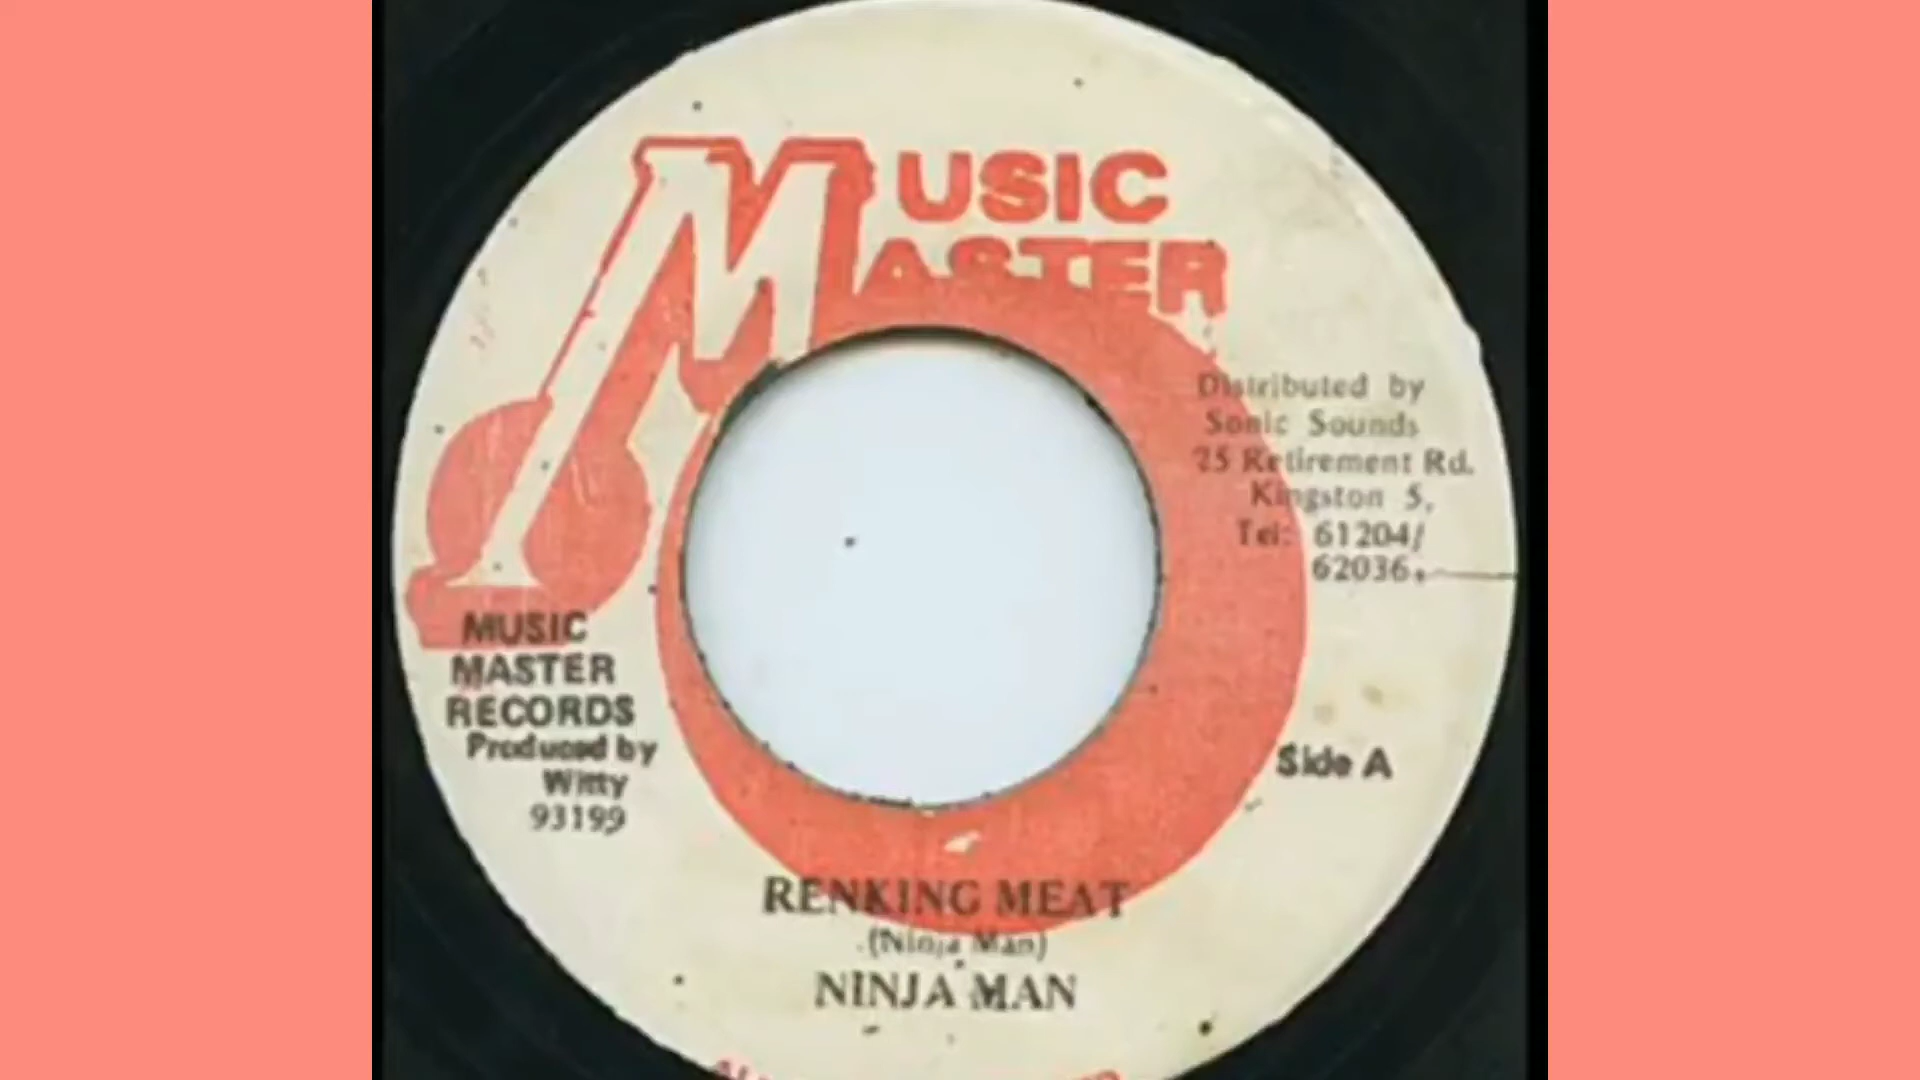 MUSIC
MASTER
Distributed by
Sonic Sounds
25 Retirement Rd.
Kingston 5,
Tel: 61204/
62036.
MUSIC
MASTER
RECORDS
Produced by
Witty
93199
Side A
RENKING MEAT
(Ninja Man)
NINJA MAN